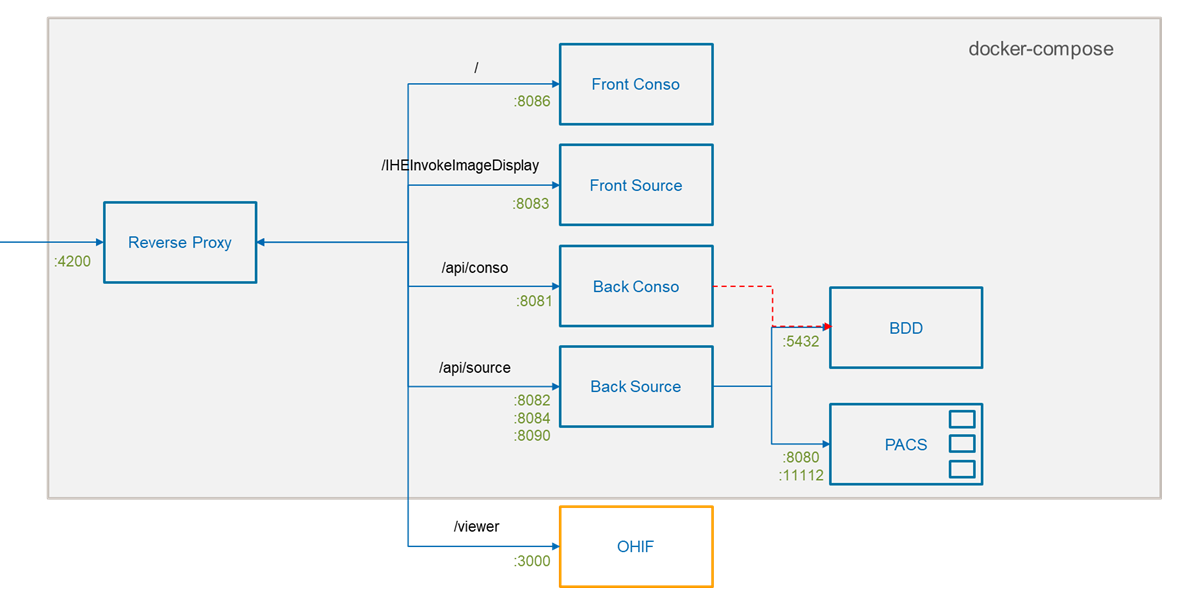 docker-compose
/
:8086
Front Conso
/IHEInvokeImageDisplay
:8083
Front Source
:4200
Reverse Proxy
/api/conso
:8081
Back Conso
/api/source
:8082
:8084
:8090
Back Source
:5432
BDD
:8080
:11112
PACS
/viewer
:3000
OHIF